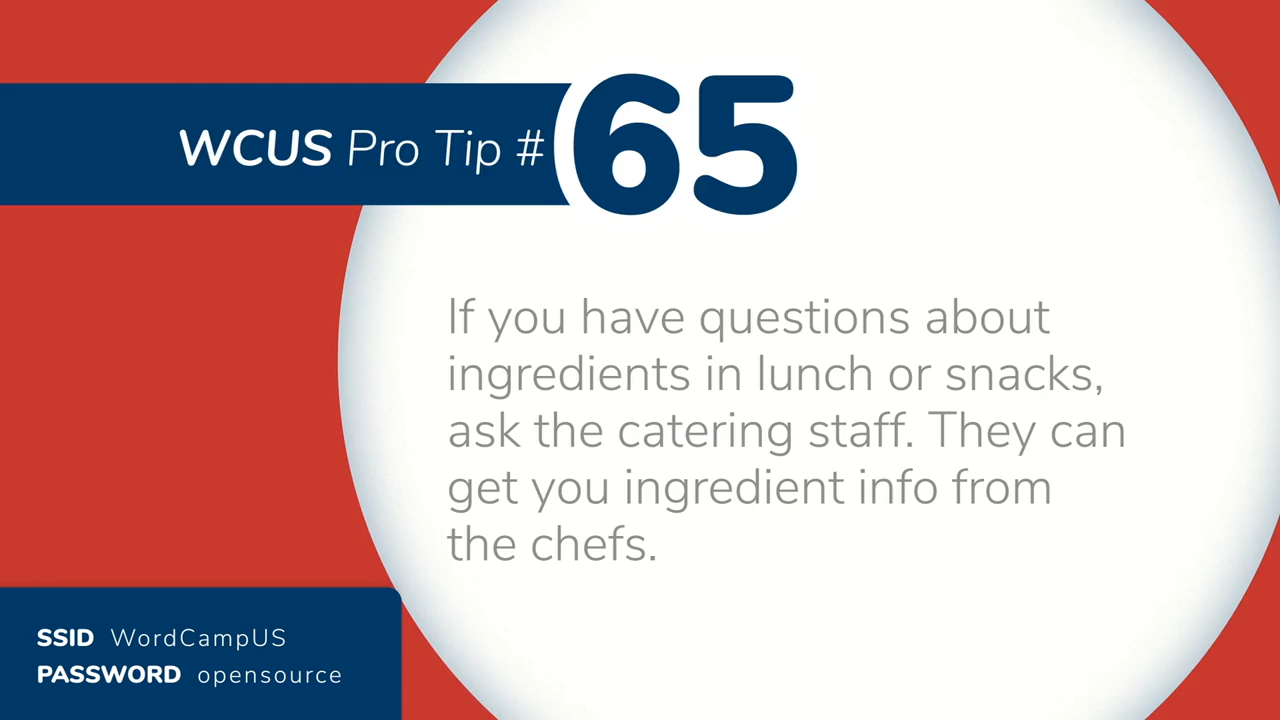 WCUS Pro Tip # 65
If you have questions about
ingredients in lunch or snacks,
ask the catering staff. They can
get you ingredient info from
the chefs.
SSID WordCampUS
PASSWORD opensource